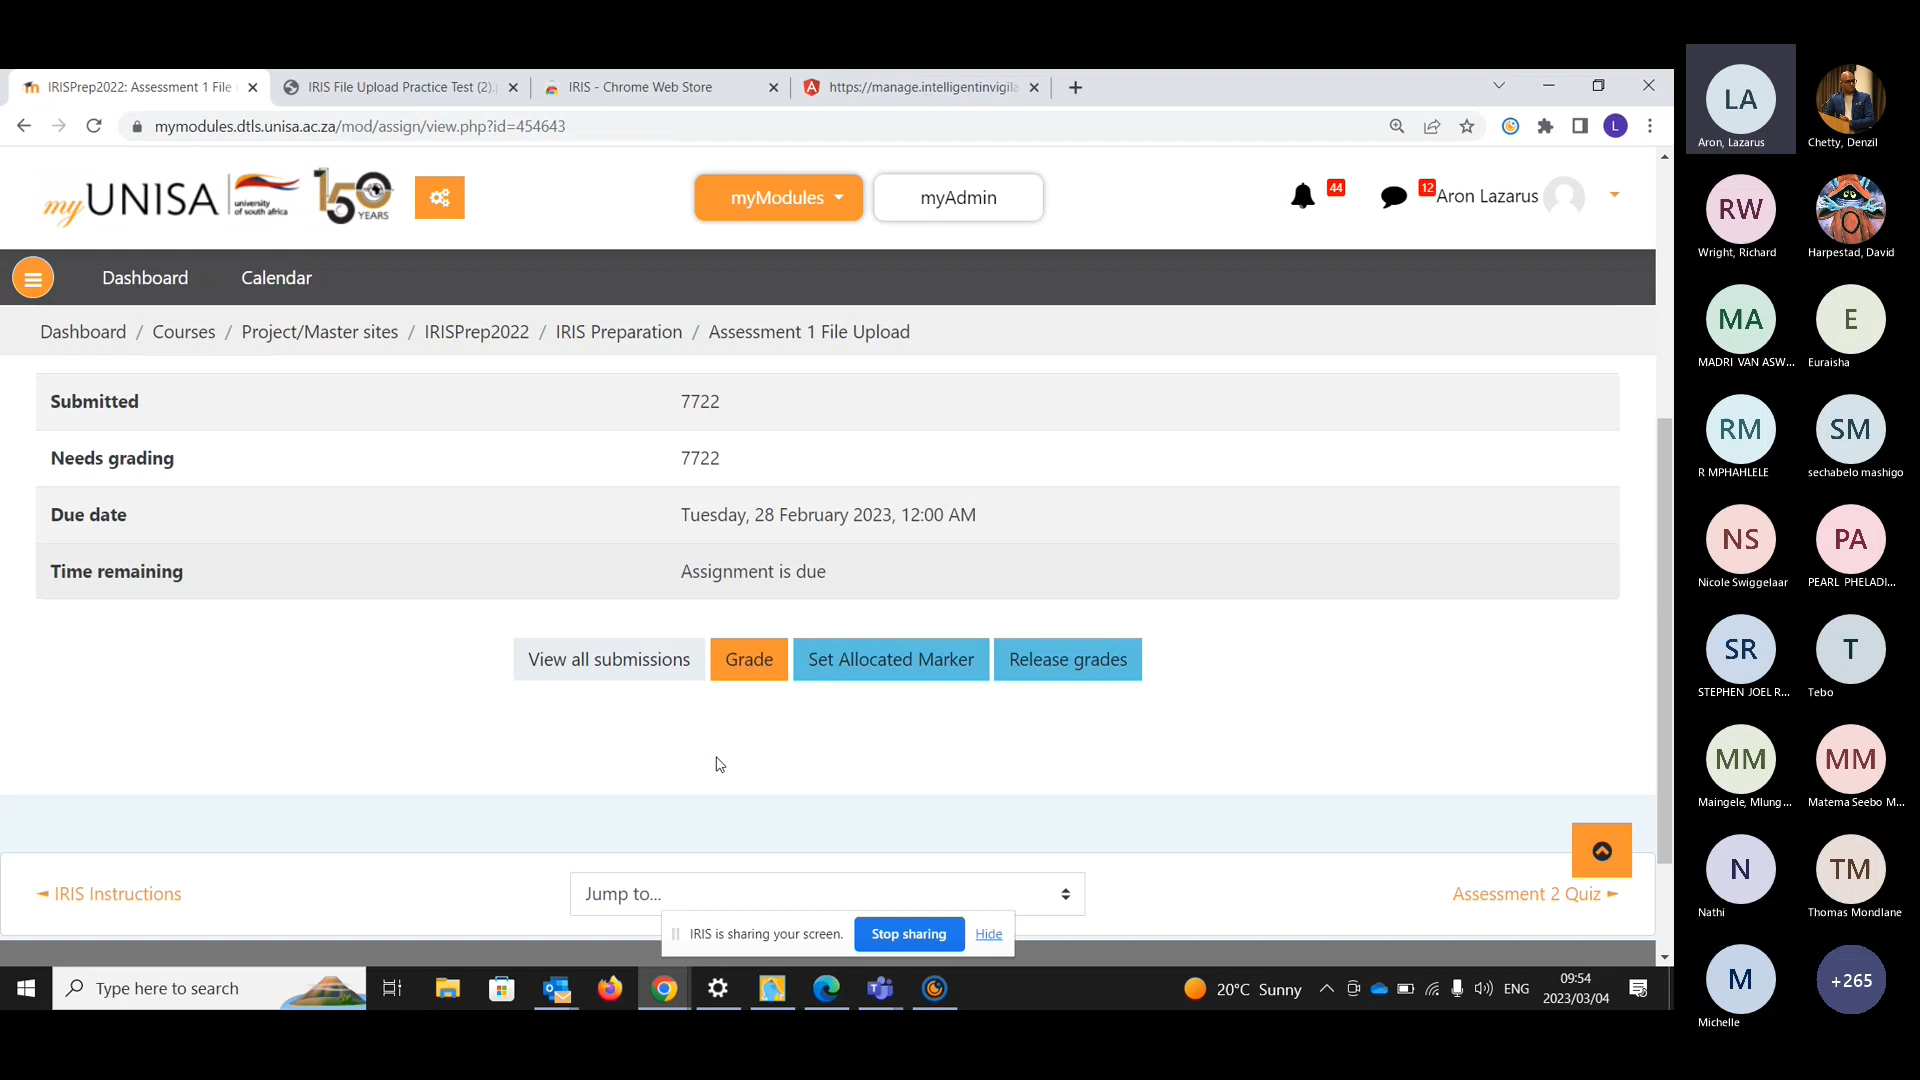 IRISPrep2022: Assessment 1 File
IRIS File Upload Practice Test (2).
IRIS - Chrome Web Store
https://manage.intelligentinvigila
mymodules.dtls.unisa.ac.za/mod/assign/view.php?id=454643
L
myUNISA
university
of south africa
150
YEARS
myModules
myAdmin
44
12
Aron Lazarus
Dashboard
Calendar
Dashboard / Courses / Project/Master sites / IRISPrep2022 / IRIS Preparation / Assessment 1 File Upload
Submitted
7722
Needs grading
7722
Due date
Tuesday, 28 February 2023, 12:00 AM
Time remaining
Assignment is due
View all submissions
Grade
Set Allocated Marker
Release grades
◄ IRIS Instructions
Jump to...
Assessment 2 Quiz ►
IRIS is sharing your screen.
Stop sharing
Hide
Type here to search
20°C Sunny
ENG
09:54
2023/03/04
LA
Aron, Lazarus
Chetty, Denzil
RW
Wright, Richard
Harpestad, David
MA
MADRI VAN ASW...
E
Euraisha
RM
R MPHAHLELE
SM
sechabelo mashigo
NS
Nicole Swiggelaar
PA
PEARL PHELADI...
SR
STEPHEN JOEL R...
T
Tebo
MM
Maingele, Mlung...
MM
Matema Seebo M...
N
Nathi
TM
Thomas Mondlane
M
Michelle
+265